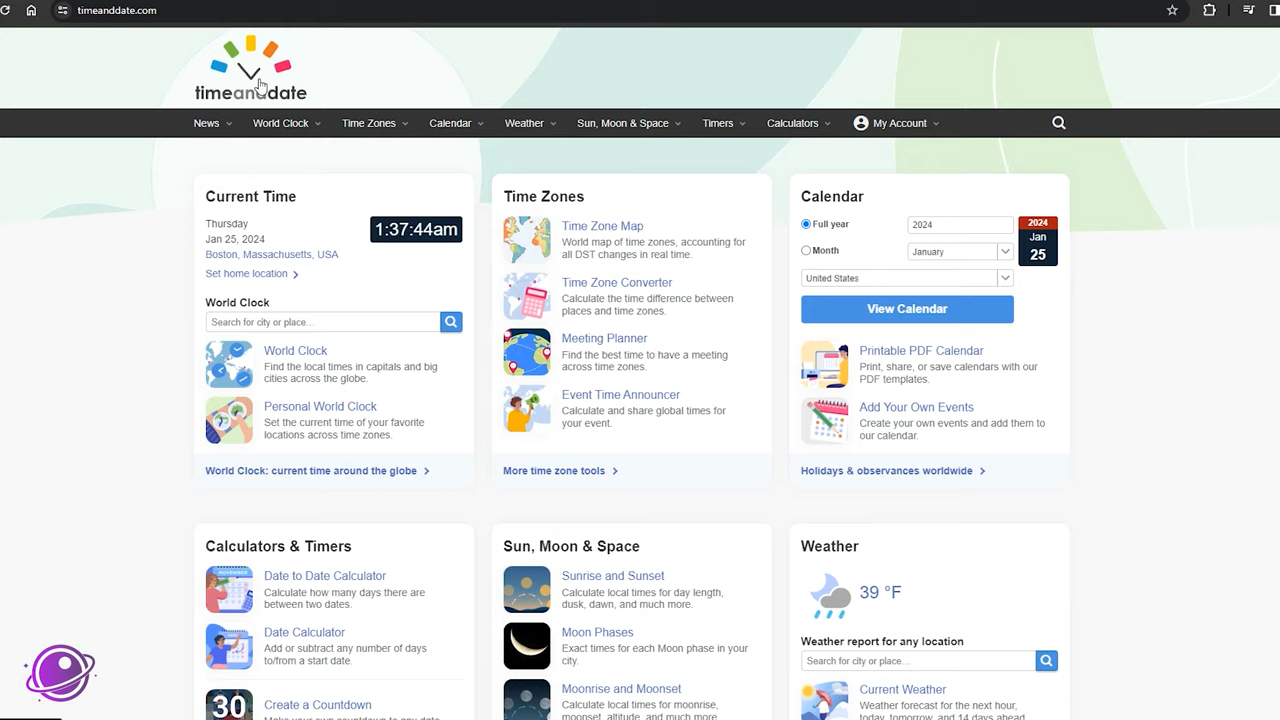 timeanddate.com
timeanddate
News
World Clock
Time Zones
Calendar
Weather
Sun, Moon & Space
Timers
Calculators
My Account
Current Time
Thursday
Jan 25, 2024
Boston, Massachusetts, USA
1:37:44am
Set home location
World Clock
Search for city or place...
World Clock
Find the local times in capitals and big
cities across the globe.
Personal World Clock
Set the current time of your favorite
locations across time zones.
World Clock: current time around the globe
Time Zones
Time Zone Map
World map of time zones, accounting for
all DST changes in real time.
Time Zone Converter
Calculate the time difference between
places and time zones.
Meeting Planner
Find the best time to have a meeting
across time zones.
Event Time Announcer
Calculate and share global times for
your event.
More time zone tools
Calendar
Full year
2024
Month
January
United States
2024
Jan
25
View Calendar
Printable PDF Calendar
Print, share, or save calendars with our
PDF templates.
Add Your Own Events
Create your own events and add them to
our calendar.
Holidays & observances worldwide
Calculators & Timers
NOVEMBER
Date to Date Calculator
Calculate how many days there are
between two dates.
Date Calculator
Add or subtract any number of days
to/from a start date.
30
Create a Countdown
Make your own countdown to any date
Sun, Moon & Space
Sunrise and Sunset
Calculate local times for day length,
dusk, dawn, and much more.
Moon Phases
Exact times for each Moon phase in your
city.
Moonrise and Moonset
Calculate local times for moonrise,
moonset, altitude, and much more.
Weather
39 °F
Weather report for any location
Search for city or place...
Current Weather
Weather forecast for the next hour,
today, tomorrow, and 14 days ahead